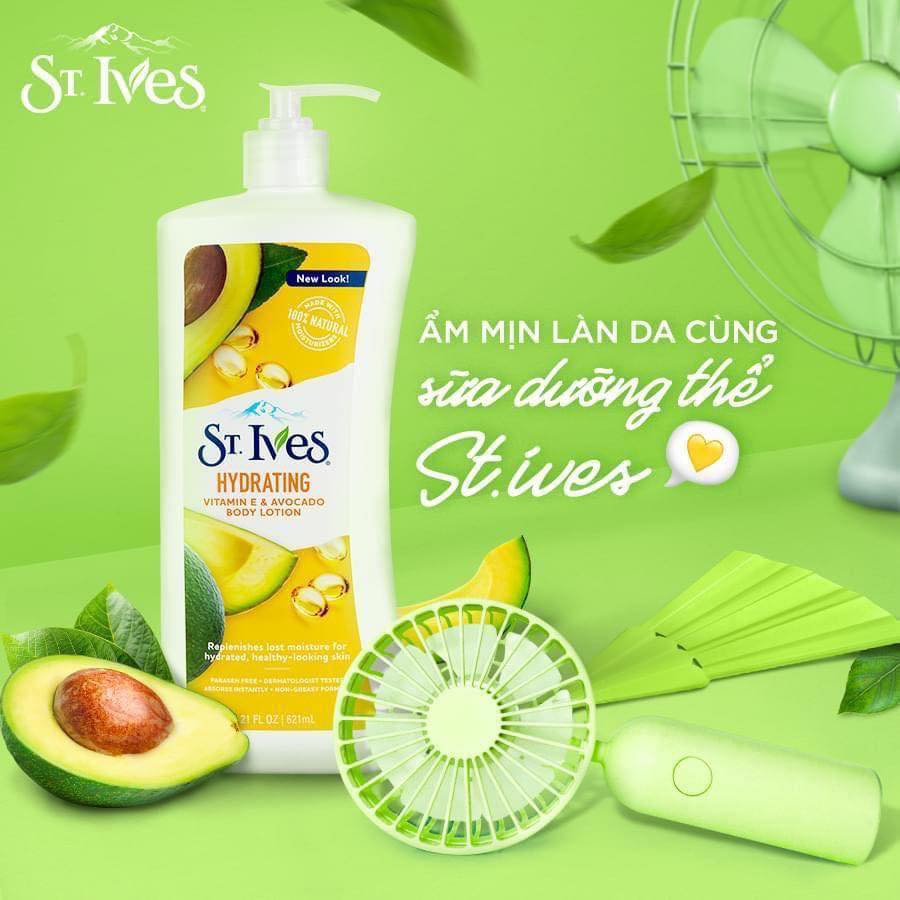 ST. IVES
New Look!
MADE WITH
100% NATURAL
MOISTURIZERS
ST. IVES
HYDRATING
VITAMIN E & AVOCADO
BODY LOTION
Replenishes lost moisture for
hydrated, healthy-looking skin
PARABEN FREE • DERMATOLOGIST TESTED
ABSORBS INSTANTLY • NON-GREASY FORM
21 FL OZ | 621mL
ẨM MỊN LÀN DA CÙNG
sữa dưỡng thể
St.ives